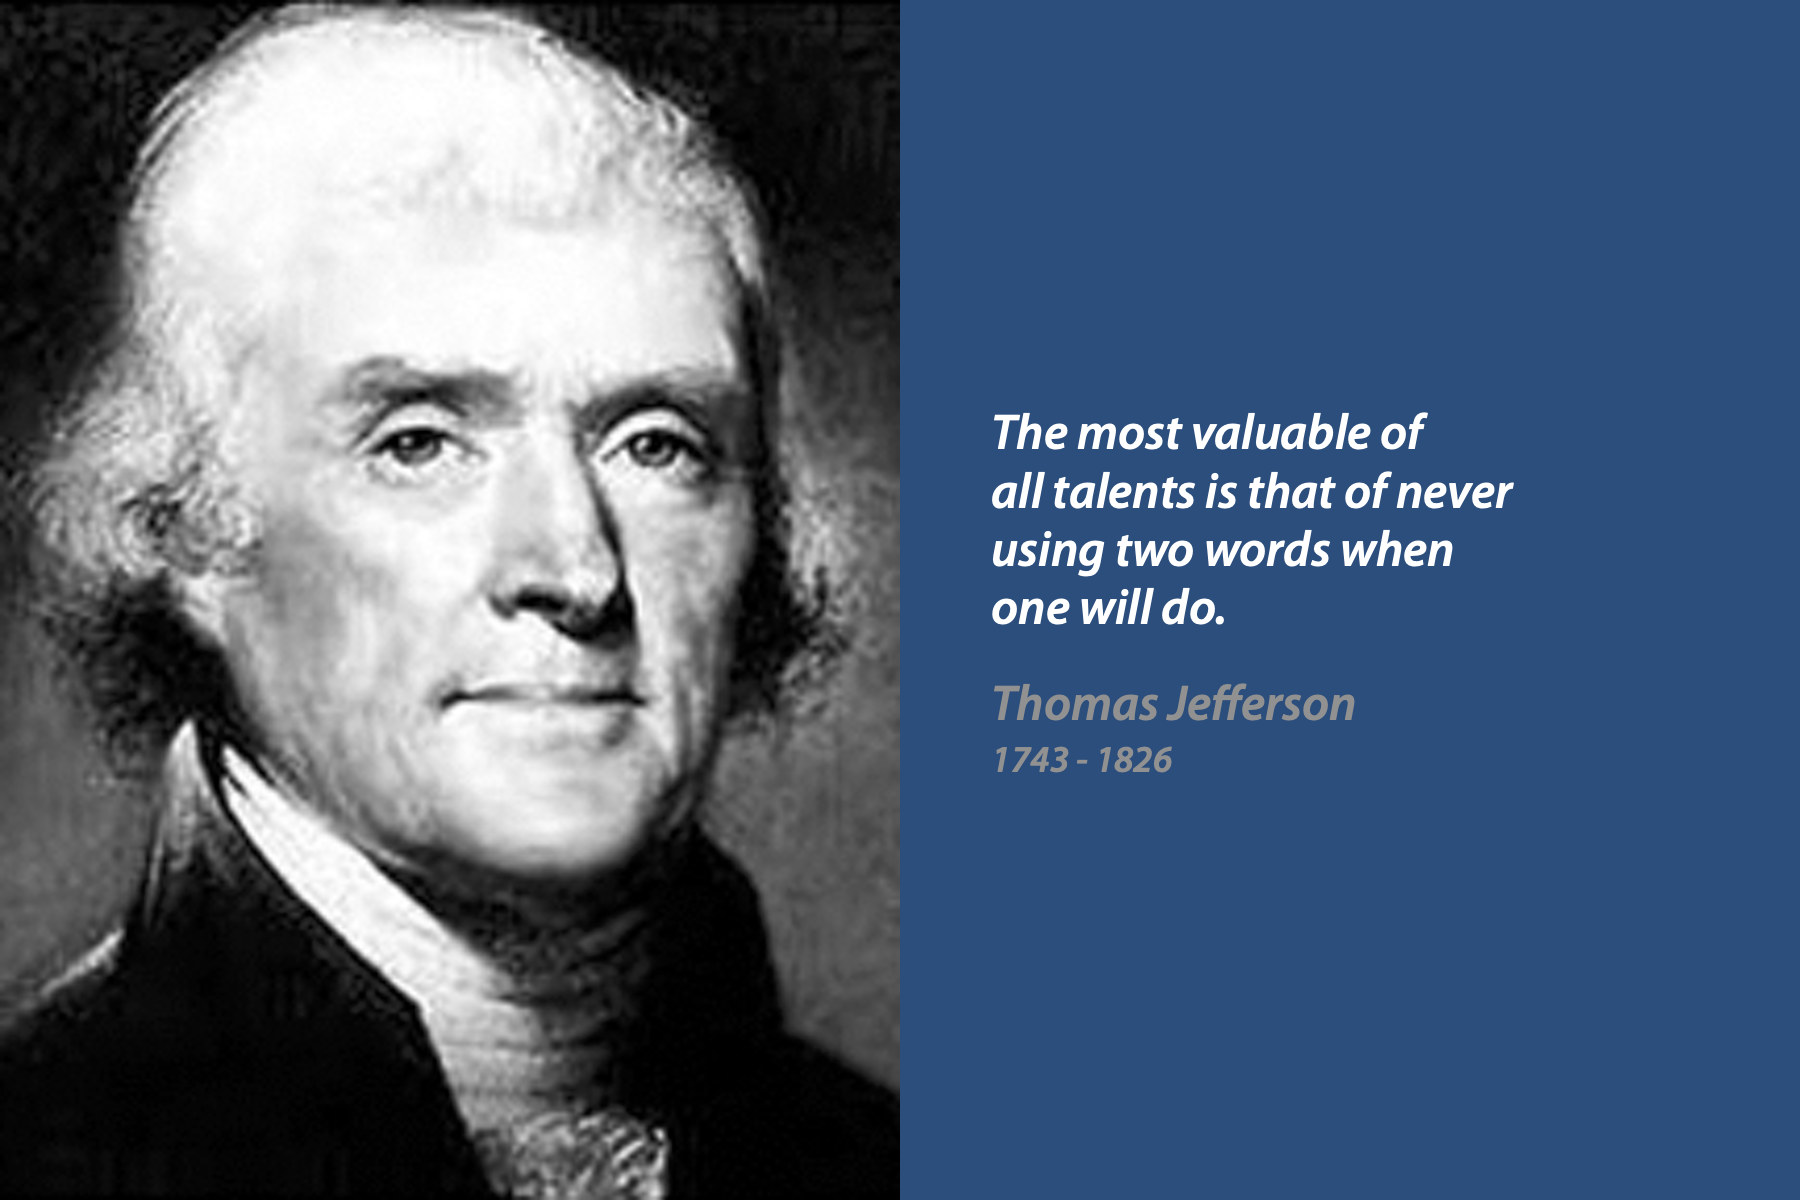 The most valuable of
all talents is that of never
using two words when
one will do.
Thomas Jefferson
1743 - 1826